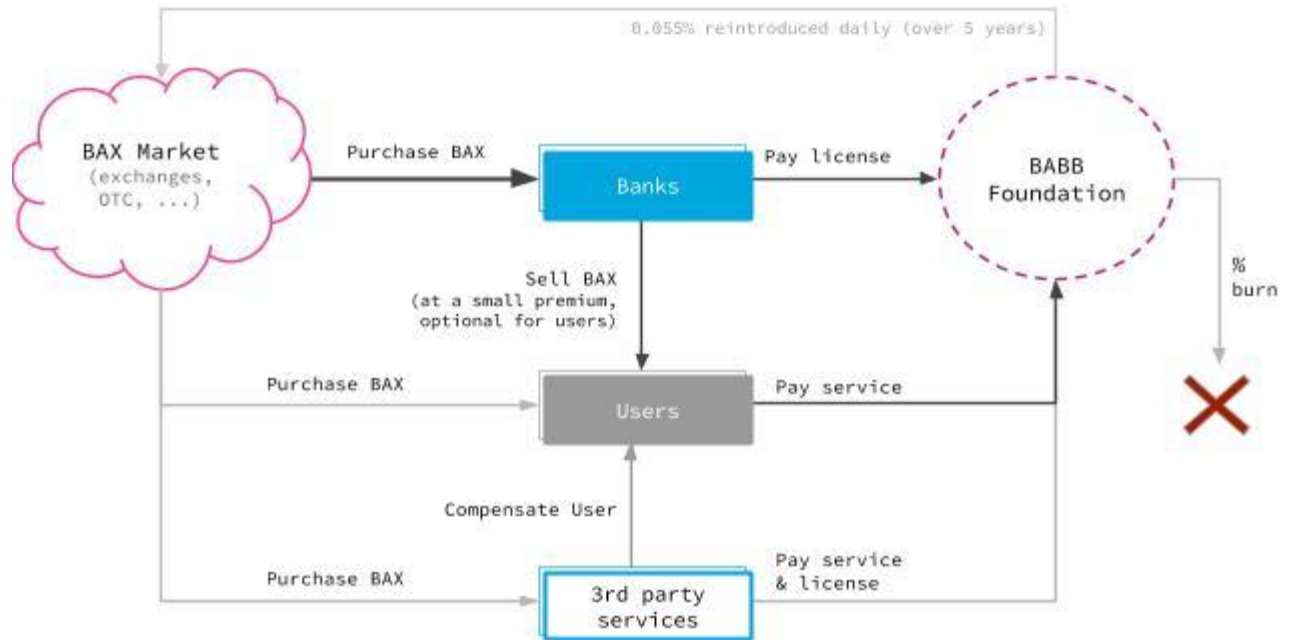 0.055% reintroduced daily (over 5 years)
BAX Market
(exchanges,
OTC, ...)
Purchase BAX
Banks
Pay license
BABB
Foundation
%
burn
Sell BAX
(at a small premium,
optional for users)
Purchase BAX
Users
Pay service
Compensate User
Purchase BAX
3rd party
services
Pay service
& license